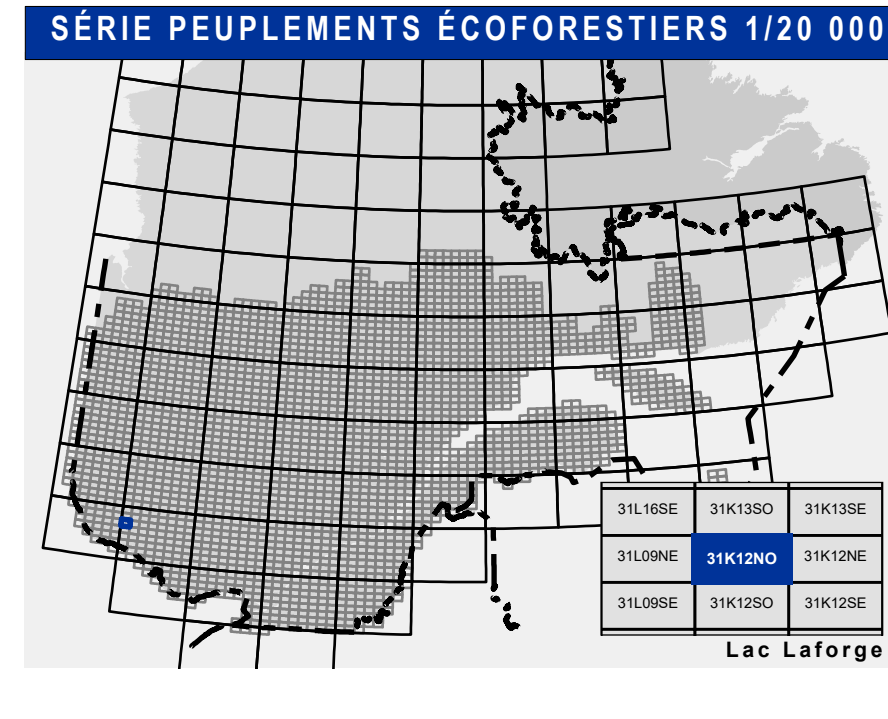 SÉRIE PEUPLEMENTS ÉCOFORESTIERS 1/20 000
31L16SE 31K13SO 31K13SE
31L09NE 31K12NO 31K12NE
31L09SE 31K12SO 31K12SE
Lac Laforge